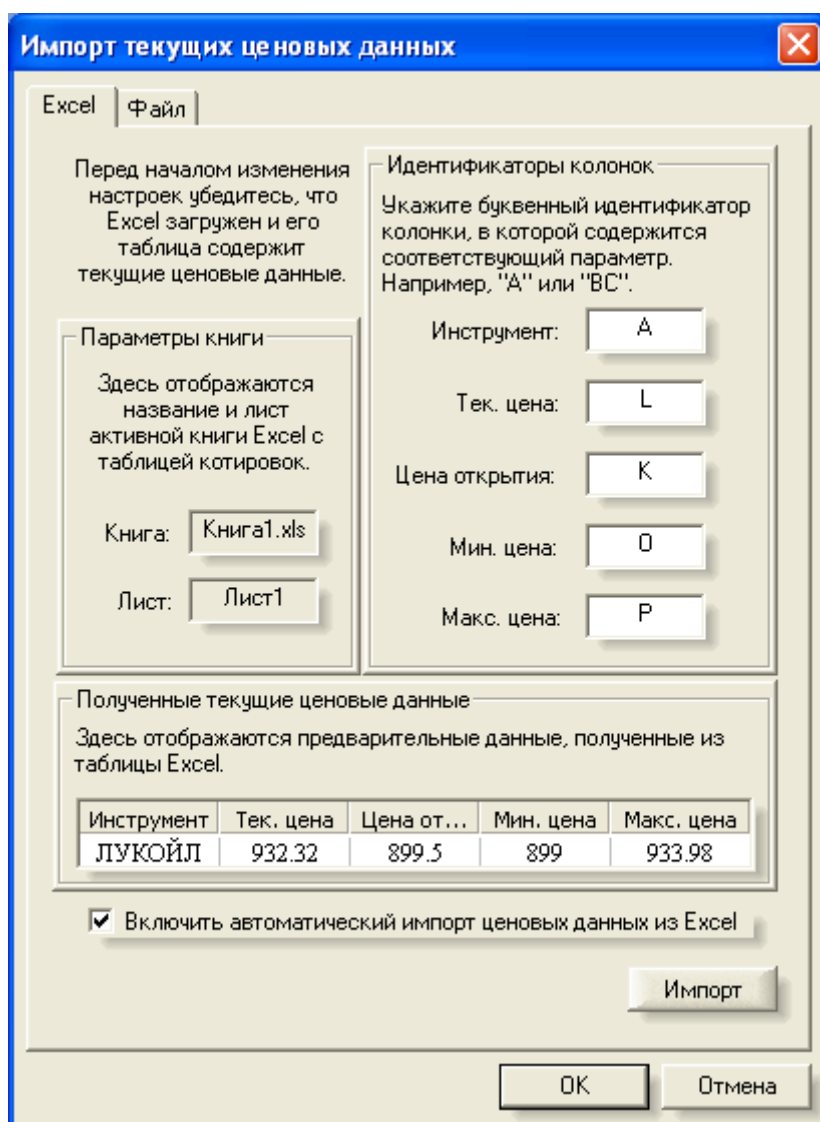 Импорт текущих ценовых данных
Excel
Файл
Перед началом изменения
настроек убедитесь, что
Excel загружен и его
таблица содержит
текущие ценовые данные.
Параметры книги
Здесь отображаются
название и лист
активной книги Excel с
таблицей котировок.
Книга: Книга1.xls
Лист: Лист1
Идентификаторы колонок
Укажите буквенный идентификатор
колонки, в которой содержится
соответствующий параметр.
Например, "A" или "BC".
Инструмент: A
Тек. цена: L
Цена открытия: K
Мин. цена: O
Макс. цена: P
Полученные текущие ценовые данные
Здесь отображаются предварительные данные, полученные из
таблицы Excel.
Инструмент Тек. цена Цена от... Мин. цена Макс. цена
ЛУКОЙЛ 932.32 899.5 899 933.98
Включить автоматический импорт ценовых данных из Excel
Импорт
OK Отмена